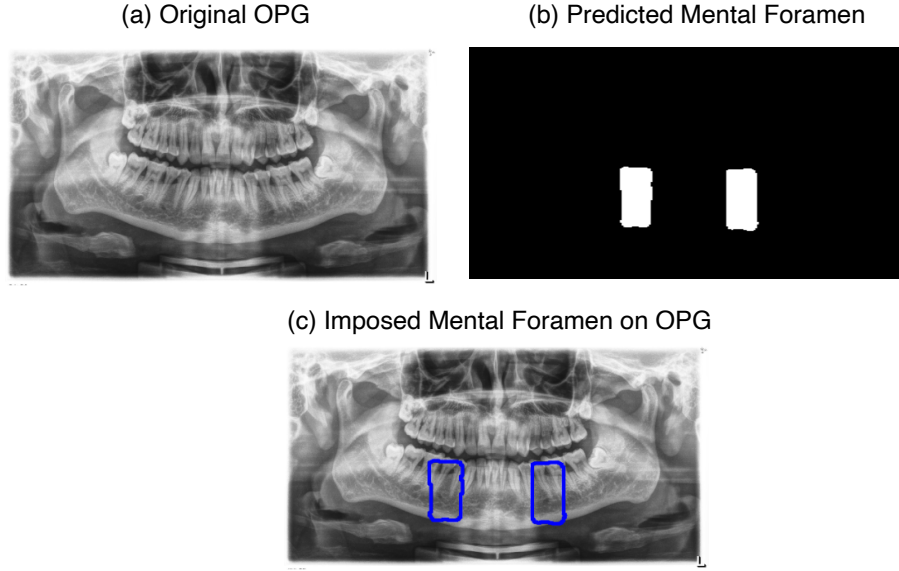 (a) Original OPG
(b) Predicted Mental Foramen
L
(c) Imposed Mental Foramen on OPG
L